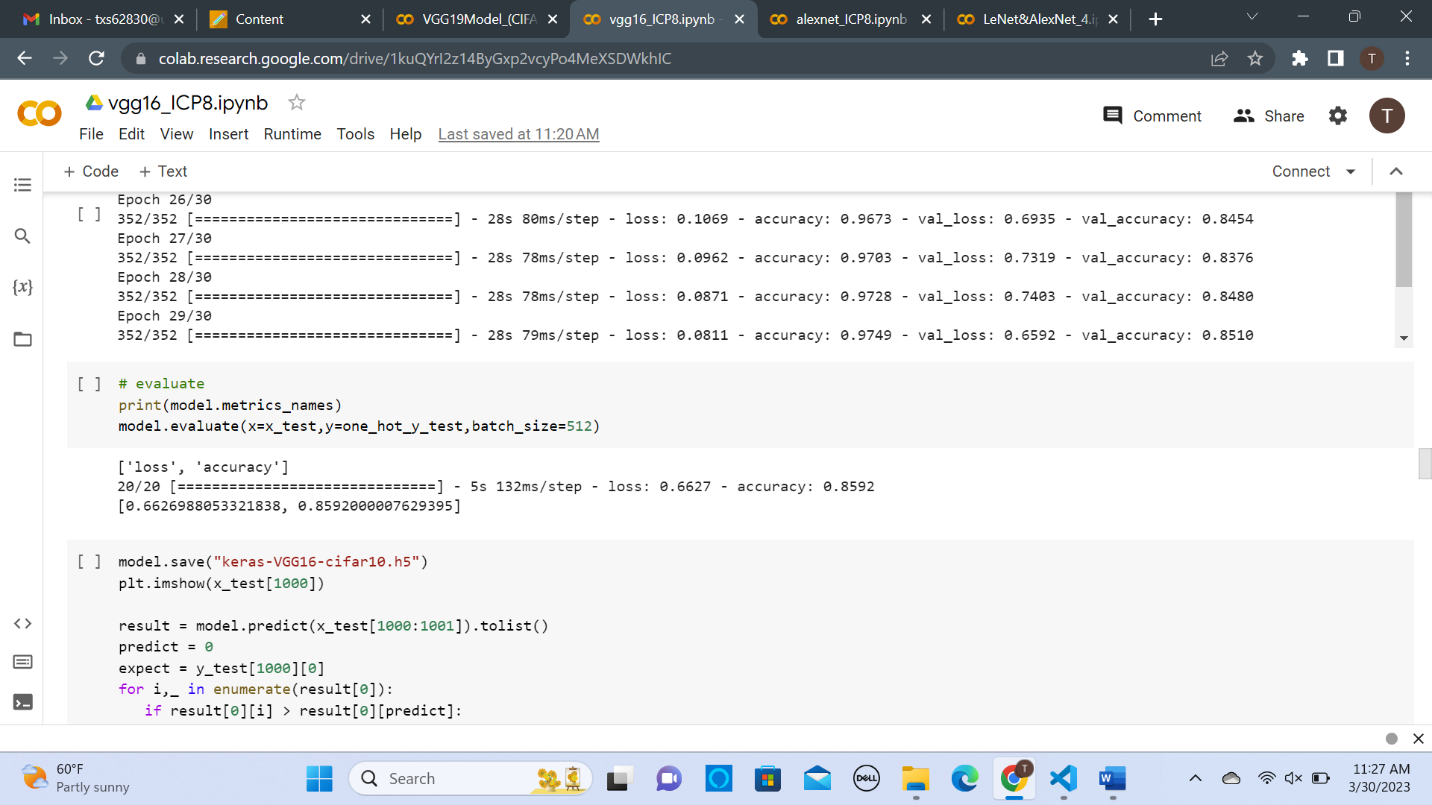 Inbox - txs62830@u
Content
VGG19Model_(CIFA
vgg16_ICP8.ipynb -
alexnet_ICP8.ipynb
LeNet&AlexNet_4.ip
colab.research.google.com/drive/1kuQYrI2z14ByGxp2vcyPo4MeXSDWkhIC
T
CO
vgg16_ICP8.ipynb
Comment
Share
T
File Edit View Insert Runtime Tools Help Last saved at 11:20 AM
+ Code + Text
Connect
Epoch 26/30
[ ] 352/352 [==============================] - 28s 80ms/step - loss: 0.1069 - accuracy: 0.9673 - val_loss: 0.6935 - val_accuracy: 0.8454
Epoch 27/30
352/352 [==============================] - 28s 78ms/step - loss: 0.0962 - accuracy: 0.9703 - val_loss: 0.7319 - val_accuracy: 0.8376
Epoch 28/30
352/352 [==============================] - 28s 78ms/step - loss: 0.0871 - accuracy: 0.9728 - val_loss: 0.7403 - val_accuracy: 0.8480
Epoch 29/30
352/352 [==============================] - 28s 79ms/step - loss: 0.0811 - accuracy: 0.9749 - val_loss: 0.6592 - val_accuracy: 0.8510
[ ] # evaluate
print(model.metrics_names)
model.evaluate(x=x_test,y=one_hot_y_test,batch_size=512)
['loss', 'accuracy']
20/20 [==============================] - 5s 132ms/step - loss: 0.6627 - accuracy: 0.8592
[0.6626988053321838, 0.8592000007629395]
[ ] model.save("keras-VGG16-cifar10.h5")
plt.imshow(x_test[1000])
result = model.predict(x_test[1000:1001]).tolist()
predict = 0
expect = y_test[1000][0]
for i,_ in enumerate(result[0]):
if result[0][i] > result[0][predict]:
{x}
60°F
Partly sunny
Search
DELL
T
W
11:27 AM
3/30/2023